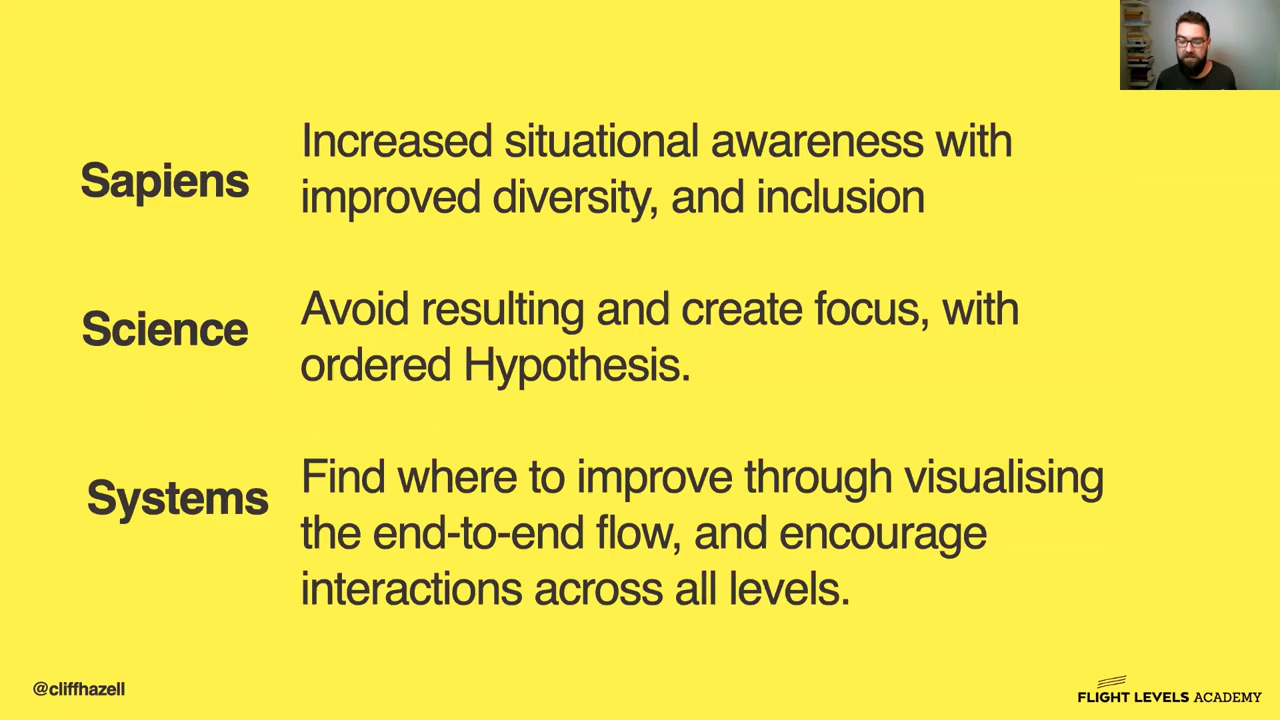 Sapiens
Increased situational awareness with
improved diversity, and inclusion
Science
Avoid resulting and create focus, with
ordered Hypothesis.
Systems
Find where to improve through visualising
the end-to-end flow, and encourage
interactions across all levels.
@cliffhazell
FLIGHT LEVELS ACADEMY